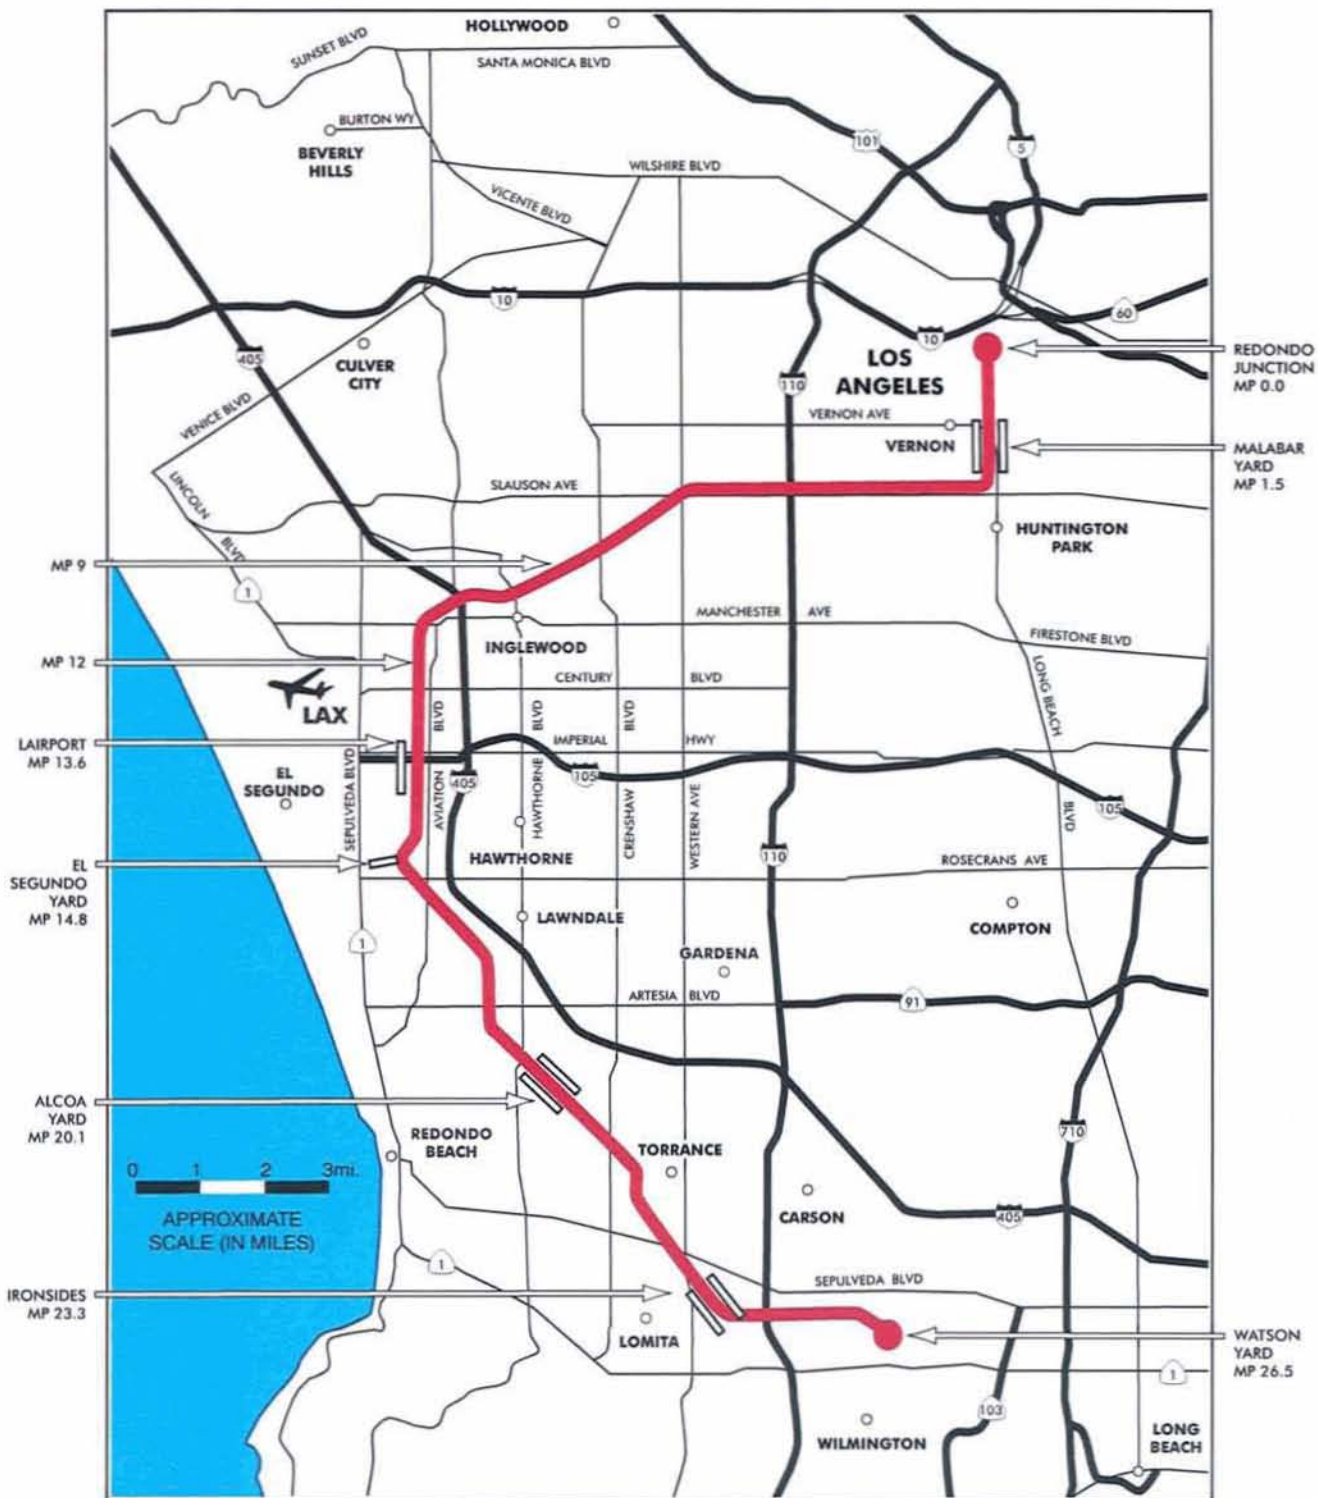 HOLLYWOOD
SUNSET BLVD
SANTA MONICA BLVD
BURTON WY
BEVERLY
HILLS
101
5
WILSHIRE BLVD
VICENTE BLVD
10
60
405
10
REDONDO
JUNCTION
MP 0.0
CULVER
CITY
LOS
ANGELES
110
VENICE BLVD
VERNON AVE
VERNON
MALABAR
YARD
MP 1.5
LINCOLN
BLVD
SLAUSON AVE
HUNTINGTON
PARK
MP 9
1
MANCHESTER AVE
FIRESTONE BLVD
INGLEWOOD
MP 12
CENTURY BLVD
LONG BEACH
BLVD
LAX
LAIRPORT
MP 13.6
SEPULVEDA BLVD
AVIATION BLVD
HAWTHORNE BLVD
CRENSHAW BLVD
WESTERN AVE
IMPERIAL HWY
EL
SEGUNDO
405
105
105
EL
SEGUNDO
YARD
MP 14.8
HAWTHORNE
110
ROSECRANS AVE
LAWNDALE
COMPTON
1
GARDENA
ARTESIA BLVD
91
ALCOA
YARD
MP 20.1
REDONDO
BEACH
TORRANCE
710
0 1 2 3mi.
APPROXIMATE
SCALE (IN MILES)
CARSON
405
1
SEPULVEDA BLVD
IRONSIDES
MP 23.3
LOMITA
WATSON
YARD
MP 26.5
1
103
WILMINGTON
LONG
BEACH